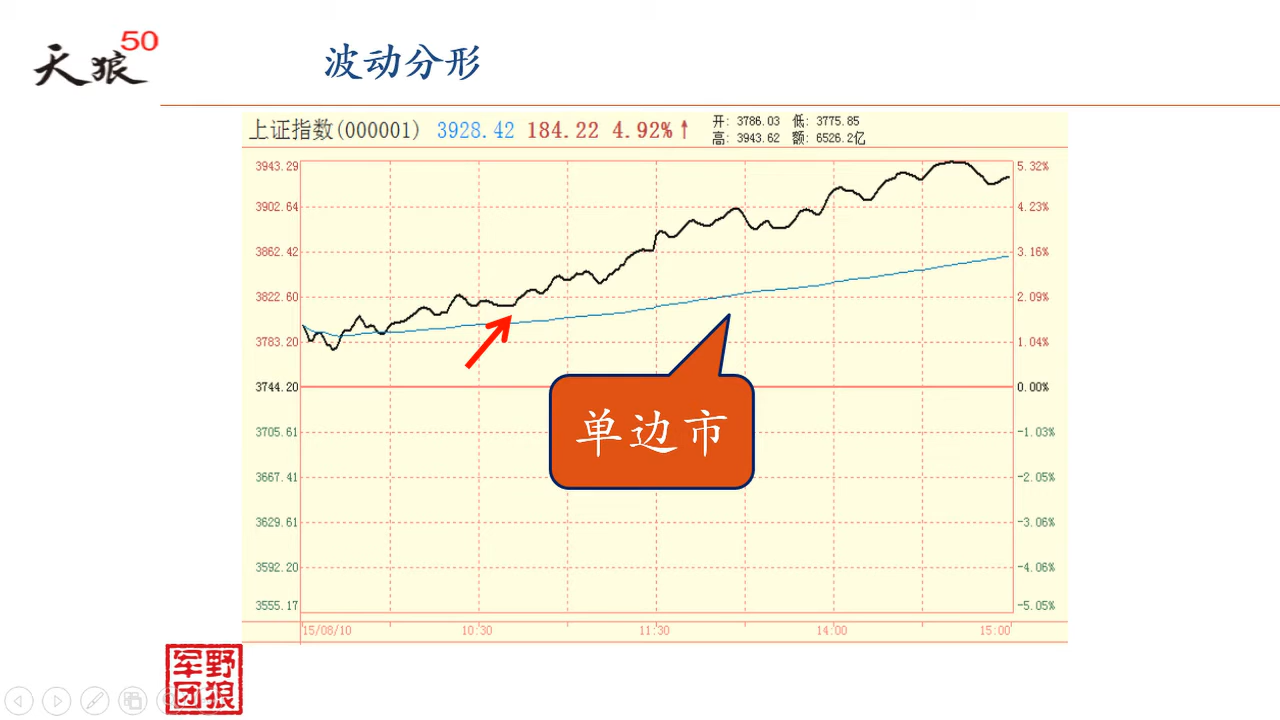 天狼50
波动分形
上证指数(000001) 3928.42 184.22 4.92%↑
开: 3786.03 低: 3775.85
高: 3943.62 额: 6526.2亿
3943.29 5.32%
3902.64 4.23%
3862.42 3.16%
3822.60 2.09%
3783.20 1.04%
3744.20 0.00%
3705.61 -1.03%
3667.41 -2.05%
3629.61 -3.06%
3592.20 -4.06%
3555.17 -5.05%
单边市
15/08/10 10:30 11:30 14:00 15:00
野狼
军团